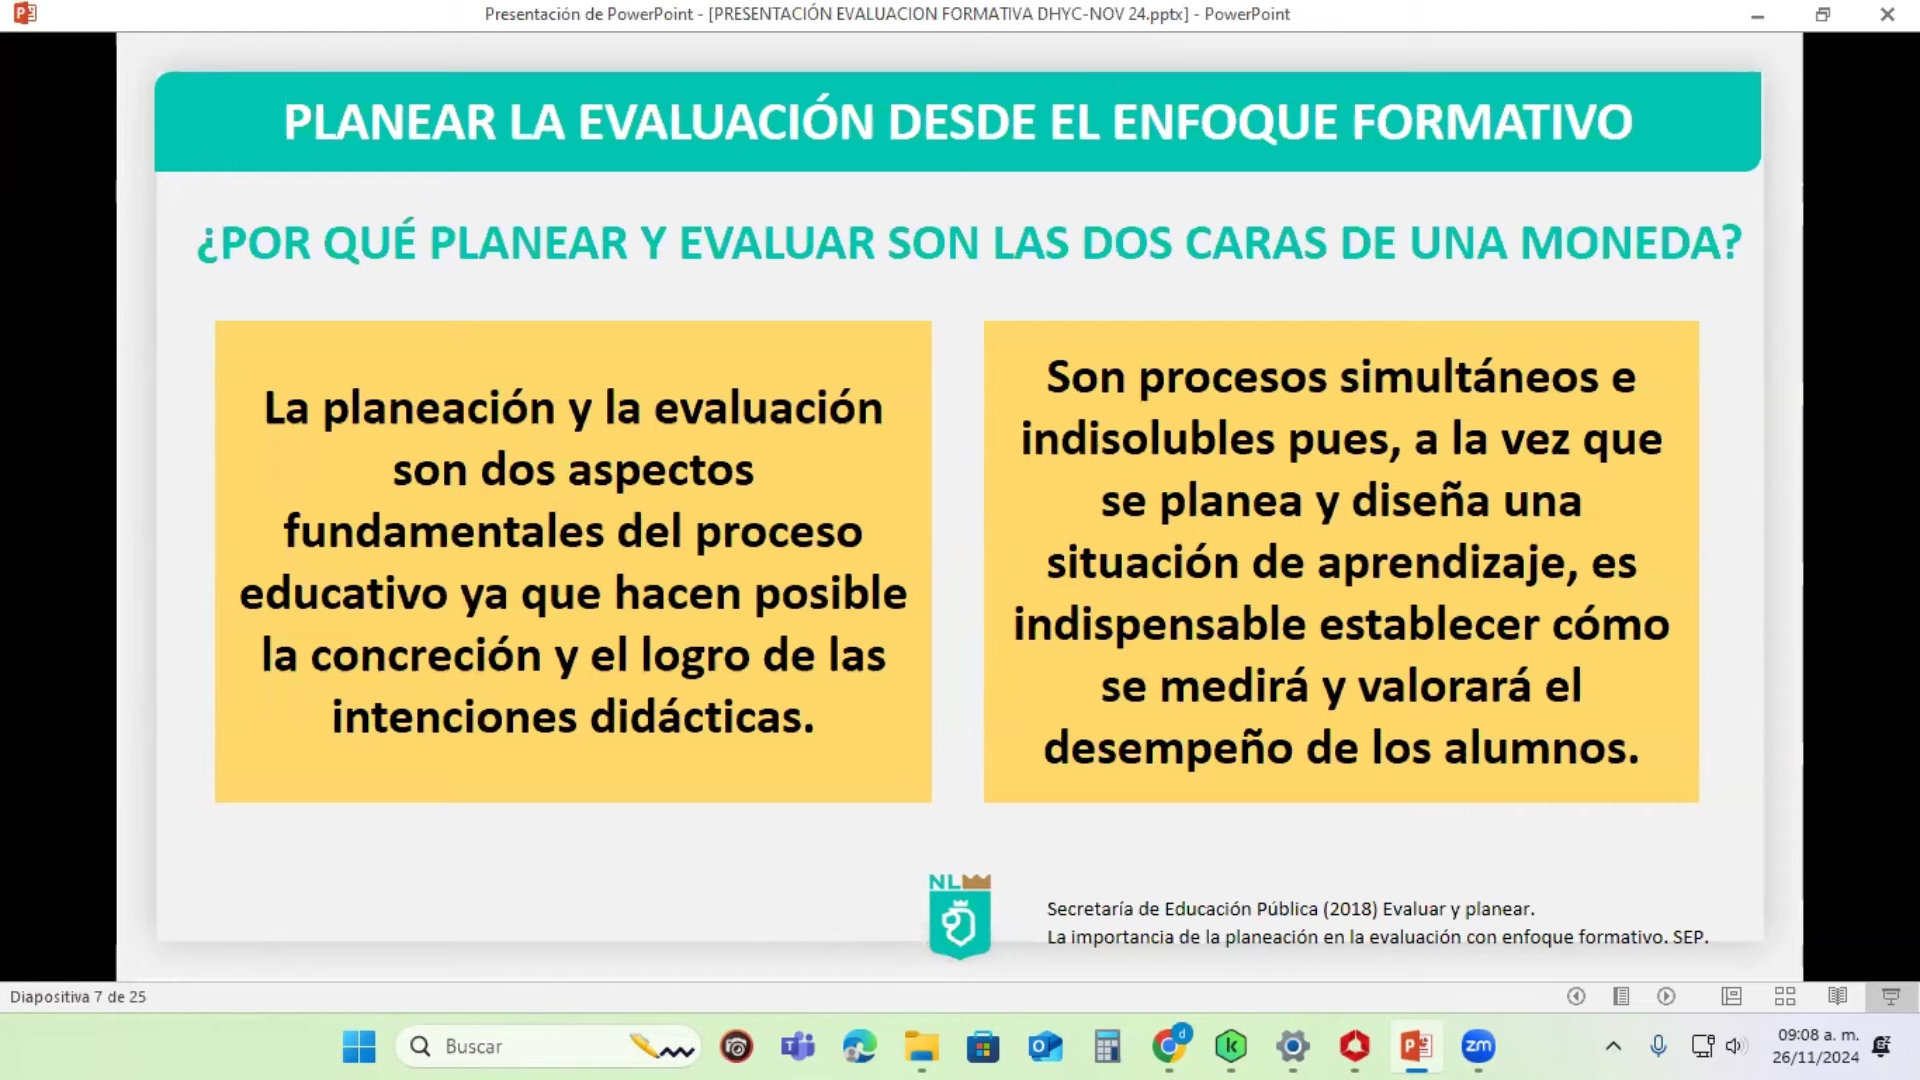 Presentación de PowerPoint - [PRESENTACIÓN EVALUACION FORMATIVA DHYC-NOV 24.pptx] - PowerPoint
PLANEAR LA EVALUACIÓN DESDE EL ENFOQUE FORMATIVO
¿POR QUÉ PLANEAR Y EVALUAR SON LAS DOS CARAS DE UNA MONEDA?
La planeación y la evaluación
son dos aspectos
fundamentales del proceso
educativo ya que hacen posible
la concreción y el logro de las
intenciones didácticas.
Son procesos simultáneos e
indisolubles pues, a la vez que
se planea y diseña una
situación de aprendizaje, es
indispensable establecer cómo
se medirá y valorará el
desempeño de los alumnos.
NL
Secretaría de Educación Pública (2018) Evaluar y planear.
La importancia de la planeación en la evaluación con enfoque formativo. SEP.
Diapositiva 7 de 25
Buscar
d
k
zm
09:08 a. m.
26/11/2024